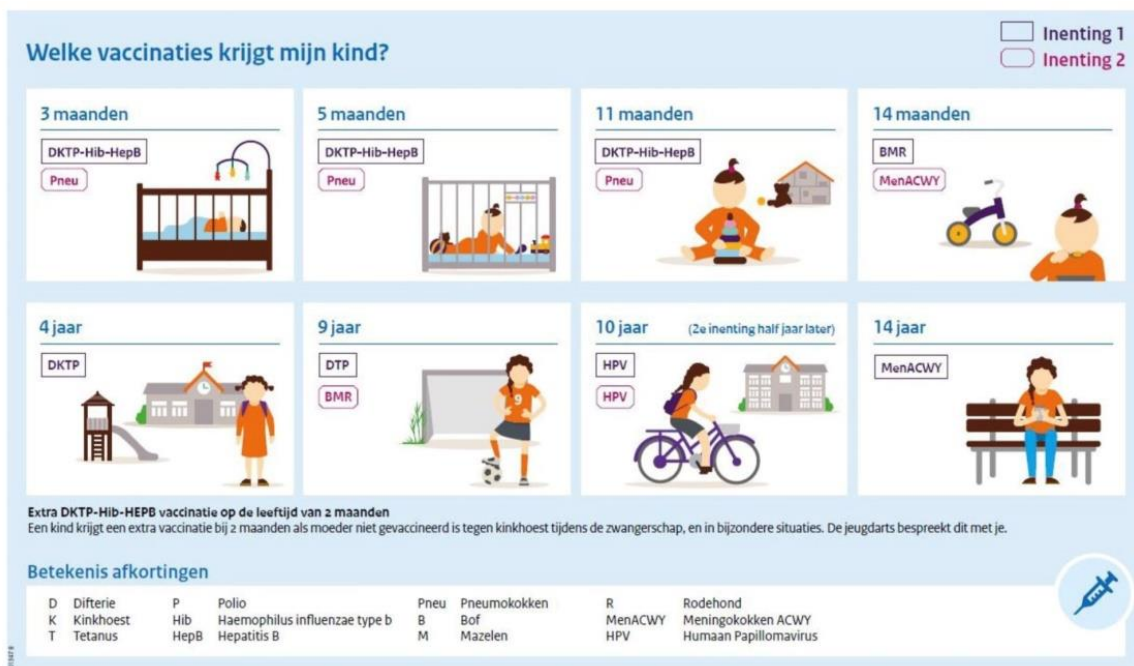 Welke vaccinaties krijgt mijn kind?
Inenting 1
Inenting 2
3 maanden
DKTP-Hib-HepB
Pneu
5 maanden
DKTP-Hib-HepB
Pneu
11 maanden
DKTP-Hib-HepB
Pneu
14 maanden
BMR
MenACWY
4 jaar
DKTP
9 jaar
DTP
BMR
9
10 jaar (2e inenting half jaar later)
HPV
HPV
14 jaar
MenACWY
Extra DKTP-Hib-HEPB vaccinatie op de leeftijd van 2 maanden
Een kind krijgt een extra vaccinatie bij 2 maanden als moeder niet gevaccineerd is tegen kinkhoest tijdens de zwangerschap, en in bijzondere situaties. De jeugdarts bespreekt dit met je.
Betekenis afkortingen
D Difterie P Polio Pneu Pneumokokken R Rodehond
K Kinkhoest Hib Haemophilus influenzae type b B Bof MenACWY Meningokokken ACWY
T Tetanus HepB Hepatitis B M Mazelen HPV Humaan Papillomavirus